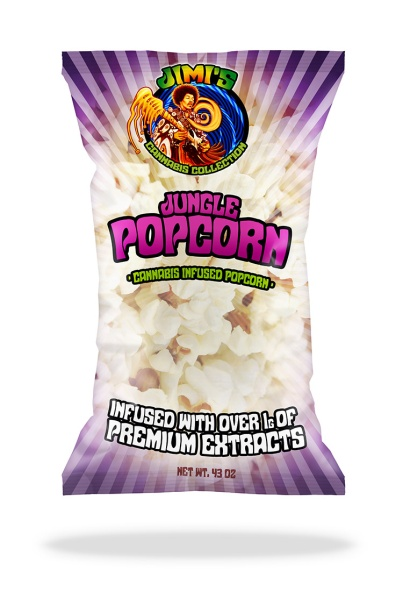 JIMI'S
CANNABIS COLLECTION
JUNGLE
POPCORN
• CANNABIS INFUSED POPCORN •
INFUSED WITH OVER 1G OF
PREMIUM EXTRACTS
NET WT. 43 OZ